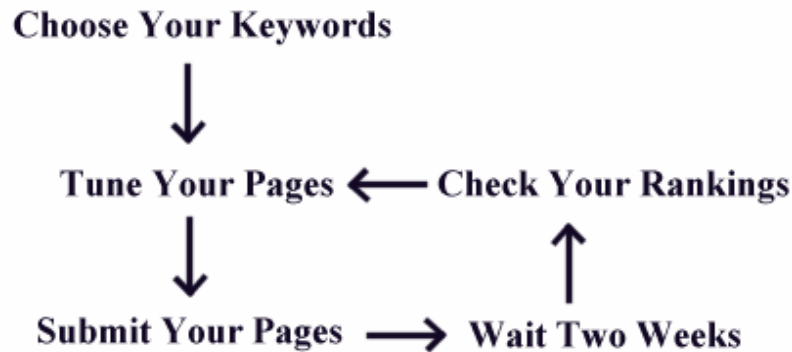 Choose Your Keywords
Tune Your Pages
Check Your Rankings
Submit Your Pages
Wait Two Weeks